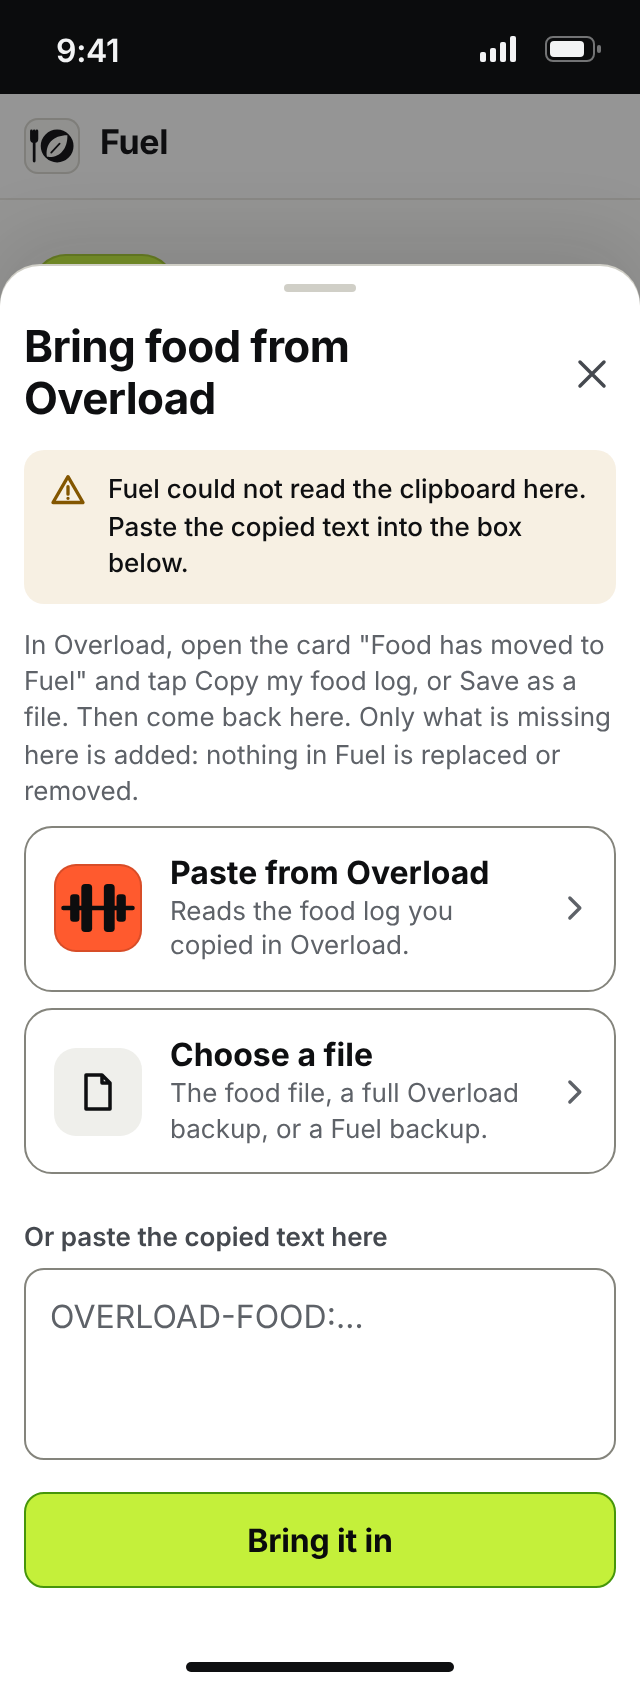 9:41
Fuel
Bring food from
Overload
Fuel could not read the clipboard here.
Paste the copied text into the box
below.
In Overload, open the card "Food has moved to
Fuel" and tap Copy my food log, or Save as a
file. Then come back here. Only what is missing
here is added: nothing in Fuel is replaced or
removed.
Paste from Overload
Reads the food log you
copied in Overload.
Choose a file
The food file, a full Overload
backup, or a Fuel backup.
Or paste the copied text here
OVERLOAD-FOOD:...
Bring it in